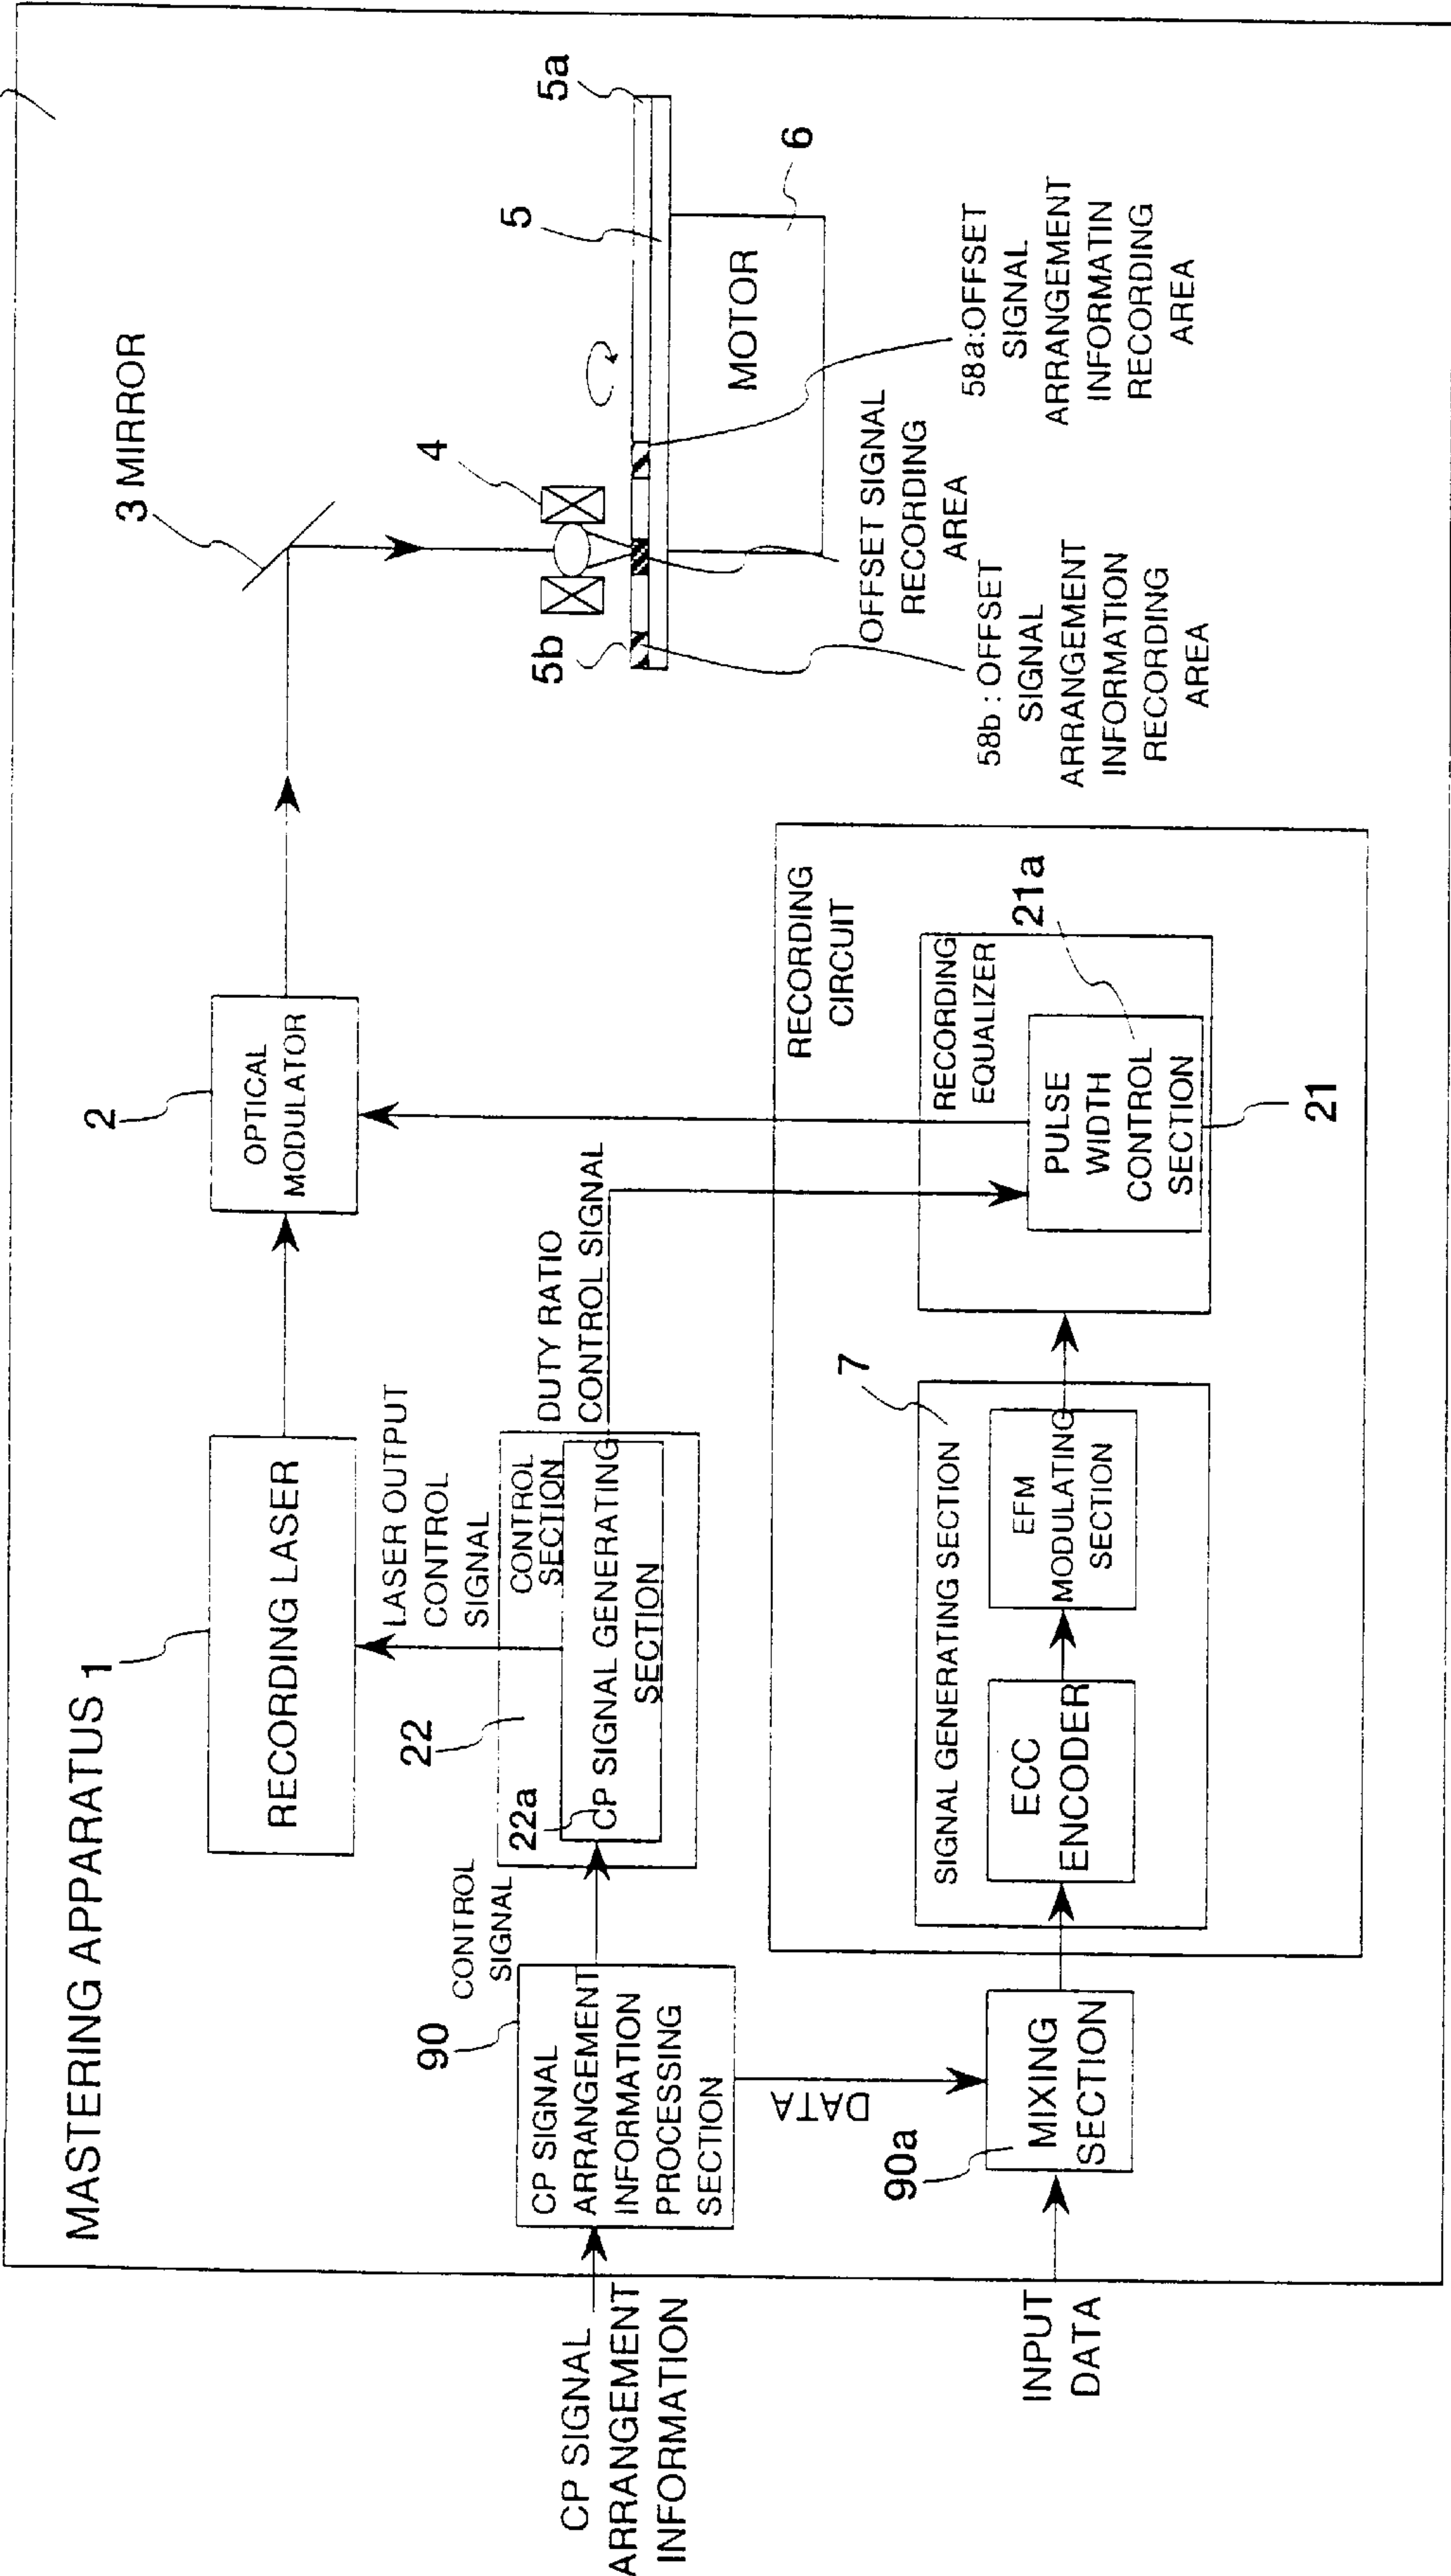 MASTERING APPARATUS
1
RECORDING LASER
2
OPTICAL
MODULATOR
3 MIRROR
4
5
5a
5b
6
MOTOR
LASER OUTPUT
CONTROL
SIGNAL
22
CONTROL
SECTION
22a
CP SIGNAL GENERATING
SECTION
DUTY RATIO
CONTROL SIGNAL
CONTROL
SIGNAL
90
CP SIGNAL
ARRANGEMENT
INFORMATION
PROCESSING
SECTION
CP SIGNAL
ARRANGEMENT
INFORMATION
DATA
90a
MIXING
SECTION
INPUT
DATA
RECORDING
CIRCUIT
SIGNAL GENERATING SECTION
7
ECC
ENCODER
EFM
MODULATING
SECTION
RECORDING
EQUALIZER
21a
PULSE
WIDTH
CONTROL
SECTION
21
OFFSET SIGNAL
RECORDING
AREA
58b : OFFSET
SIGNAL
ARRANGEMENT
INFORMATION
RECORDING
AREA
58a:OFFSET
SIGNAL
ARRANGEMENT
INFORMATIN
RECORDING
AREA